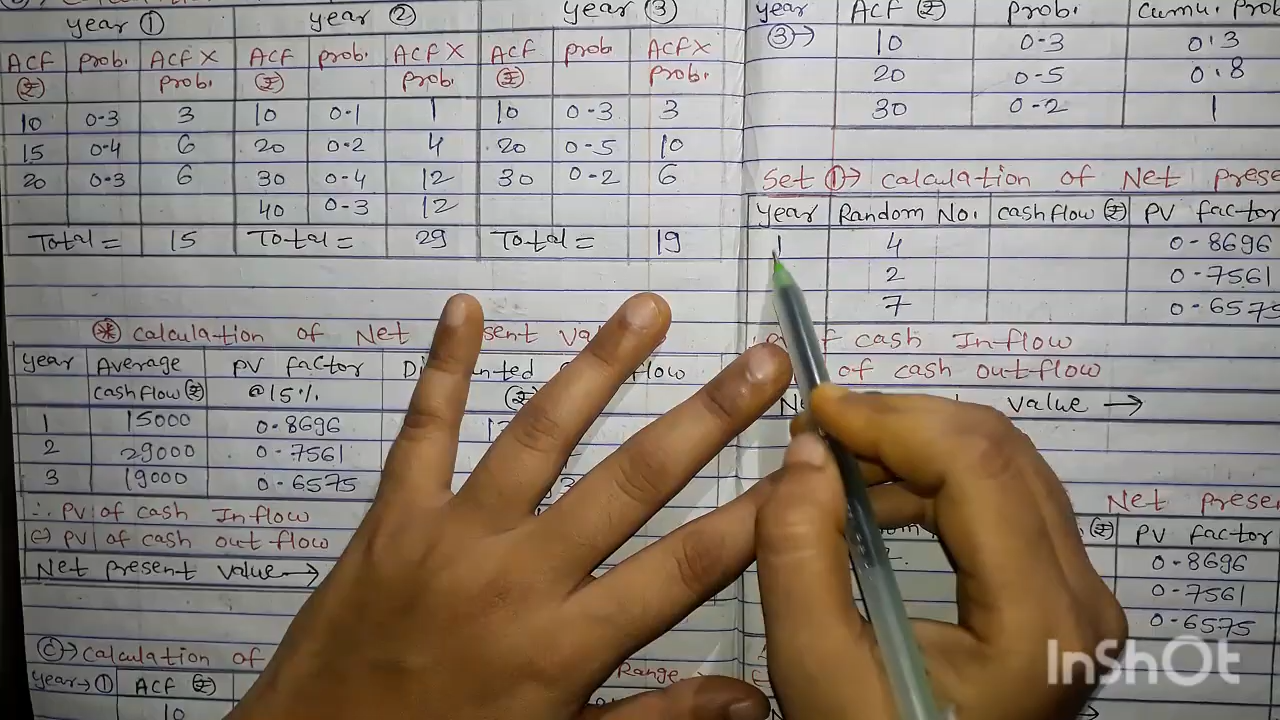 year ① year ② year ③
ACF (₹) prob. ACF X prob. ACF (₹) prob. ACF X prob. ACF (₹) prob ACF X prob.
10 0-3 3 10 0-1 1 10 0-3 3
15 0-4 6 20 0-2 4 20 0-5 10
20 0-3 6 30 0-4 12 30 0-2 6
40 0-3 12
Total = 15 Total = 29 Total = 19
⊛ calculation of Net sent Va
year Average cashflow (₹) PV factor @15% D nted flow (₹)
1 15000 0-8696
2 29000 0-7561
3 19000 0-6575
∴ PV of cash Inflow
(-) PV of cash out flow
Net present value →
Ⓒ→ calculation of Range
year→① ACF (₹)
10
year ③→ ACF (₹) prob. Cumu. Prob
10 0-3 0.3
20 0-5 0.8
30 0-2 1
Set ①→ calculation of Net prese
year Random No. cashflow (₹) PV factor
1 4 0-8696
2 0-7561
7 0-6575
of cash Inflow
of cash outflow
Ne value →
Net prese
(₹) PV factor
0-8696
0-7561
0-6575
InShOt